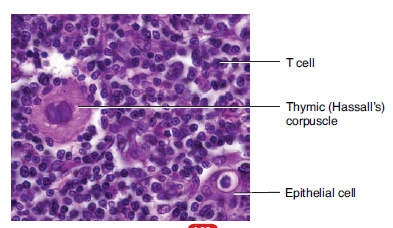 T cell
Thymic (Hassall's)
corpuscle
Epithelial cell